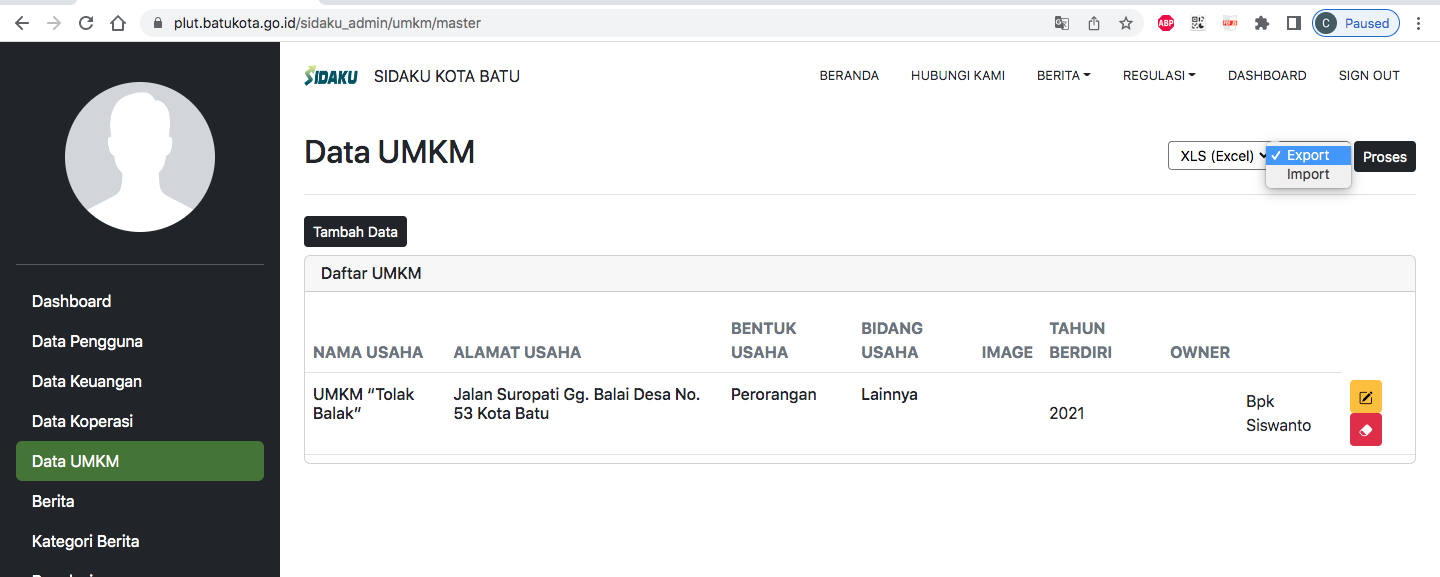 plut.batukota.go.id/sidaku_admin/umkm/master
ABP
C Paused
SIDAKU SIDAKU KOTA BATU
BERANDA HUBUNGI KAMI BERITA REGULASI DASHBOARD SIGN OUT
Data UMKM
XLS (Excel) ✓ Export Proses
Import
Tambah Data
Daftar UMKM
NAMA USAHA ALAMAT USAHA BENTUK USAHA BIDANG USAHA IMAGE TAHUN BERDIRI OWNER
UMKM “Tolak Balak” Jalan Suropati Gg. Balai Desa No. 53 Kota Batu Perorangan Lainnya 2021 Bpk Siswanto
Dashboard
Data Pengguna
Data Keuangan
Data Koperasi
Data UMKM
Berita
Kategori Berita